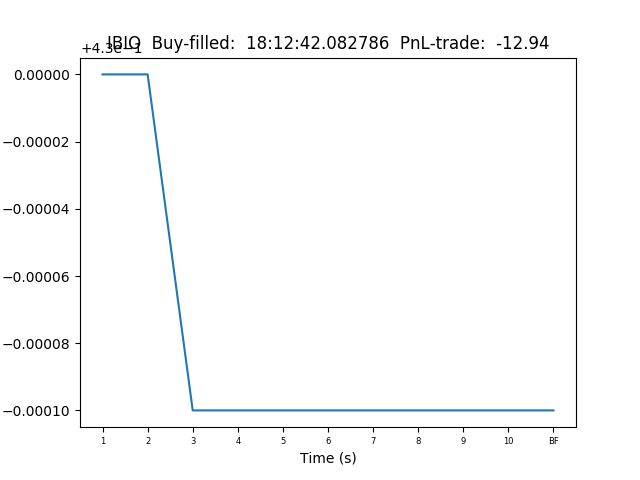 IBIO Buy-filled: 18:12:42.082786 PnL-trade: -12.94
+4.3e−1
0.00000
−0.00002
−0.00004
−0.00006
−0.00008
−0.00010
1 2 3 4 5 6 7 8 9 10 BF
Time (s)